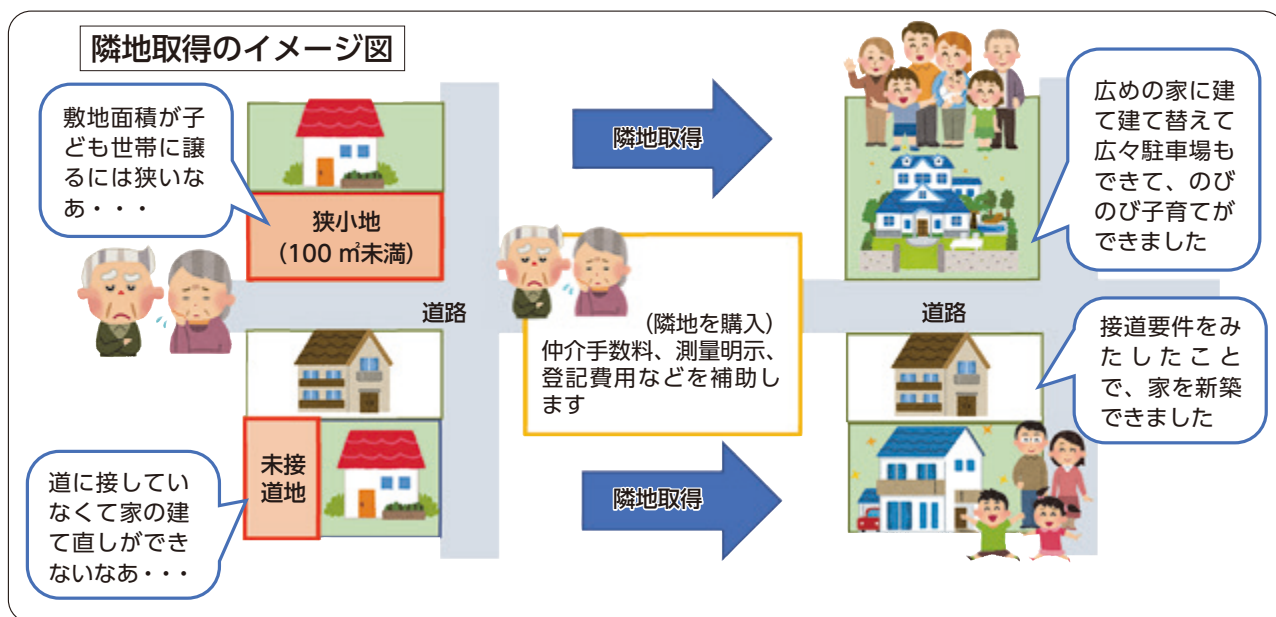 隣地取得のイメージ図
敷地面積が子
ども世帯に譲
るには狭いな
あ・・・
狭小地
（100 ㎡未満）
道路
未接
道地
道に接してい
なくて家の建
て直しができ
ないなあ・・・
隣地取得
（隣地を購入）
仲介手数料、測量明示、
登記費用などを補助し
ます
隣地取得
広めの家に建
て建て替えて
広々駐車場も
できて、のび
のび子育てが
できました
道路
接道要件をみ
たしたこと
で、家を新築
できました